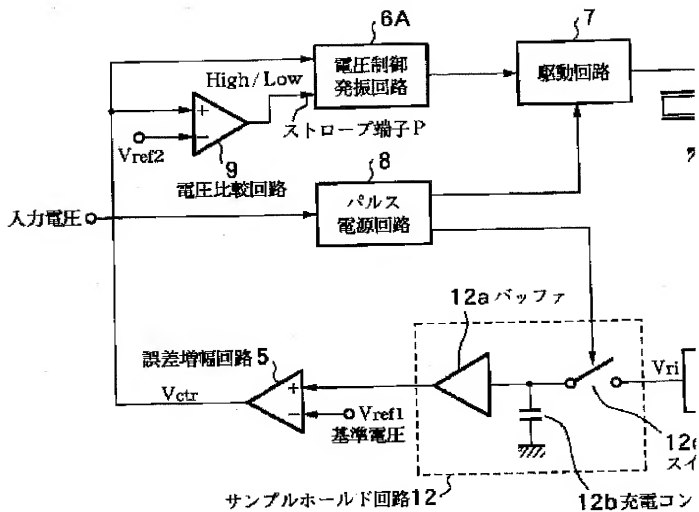 6A
7
電圧制御
発振回路
駆動回路
High/Low
ストローブ端子P
Vref2
9
電圧比較回路
8
入力電圧
パルス
電源回路
12aバッファ
誤差増幅回路5
Vctr
Vref1
基準電圧
Vri
サンプルホールド回路12
12b充電コン